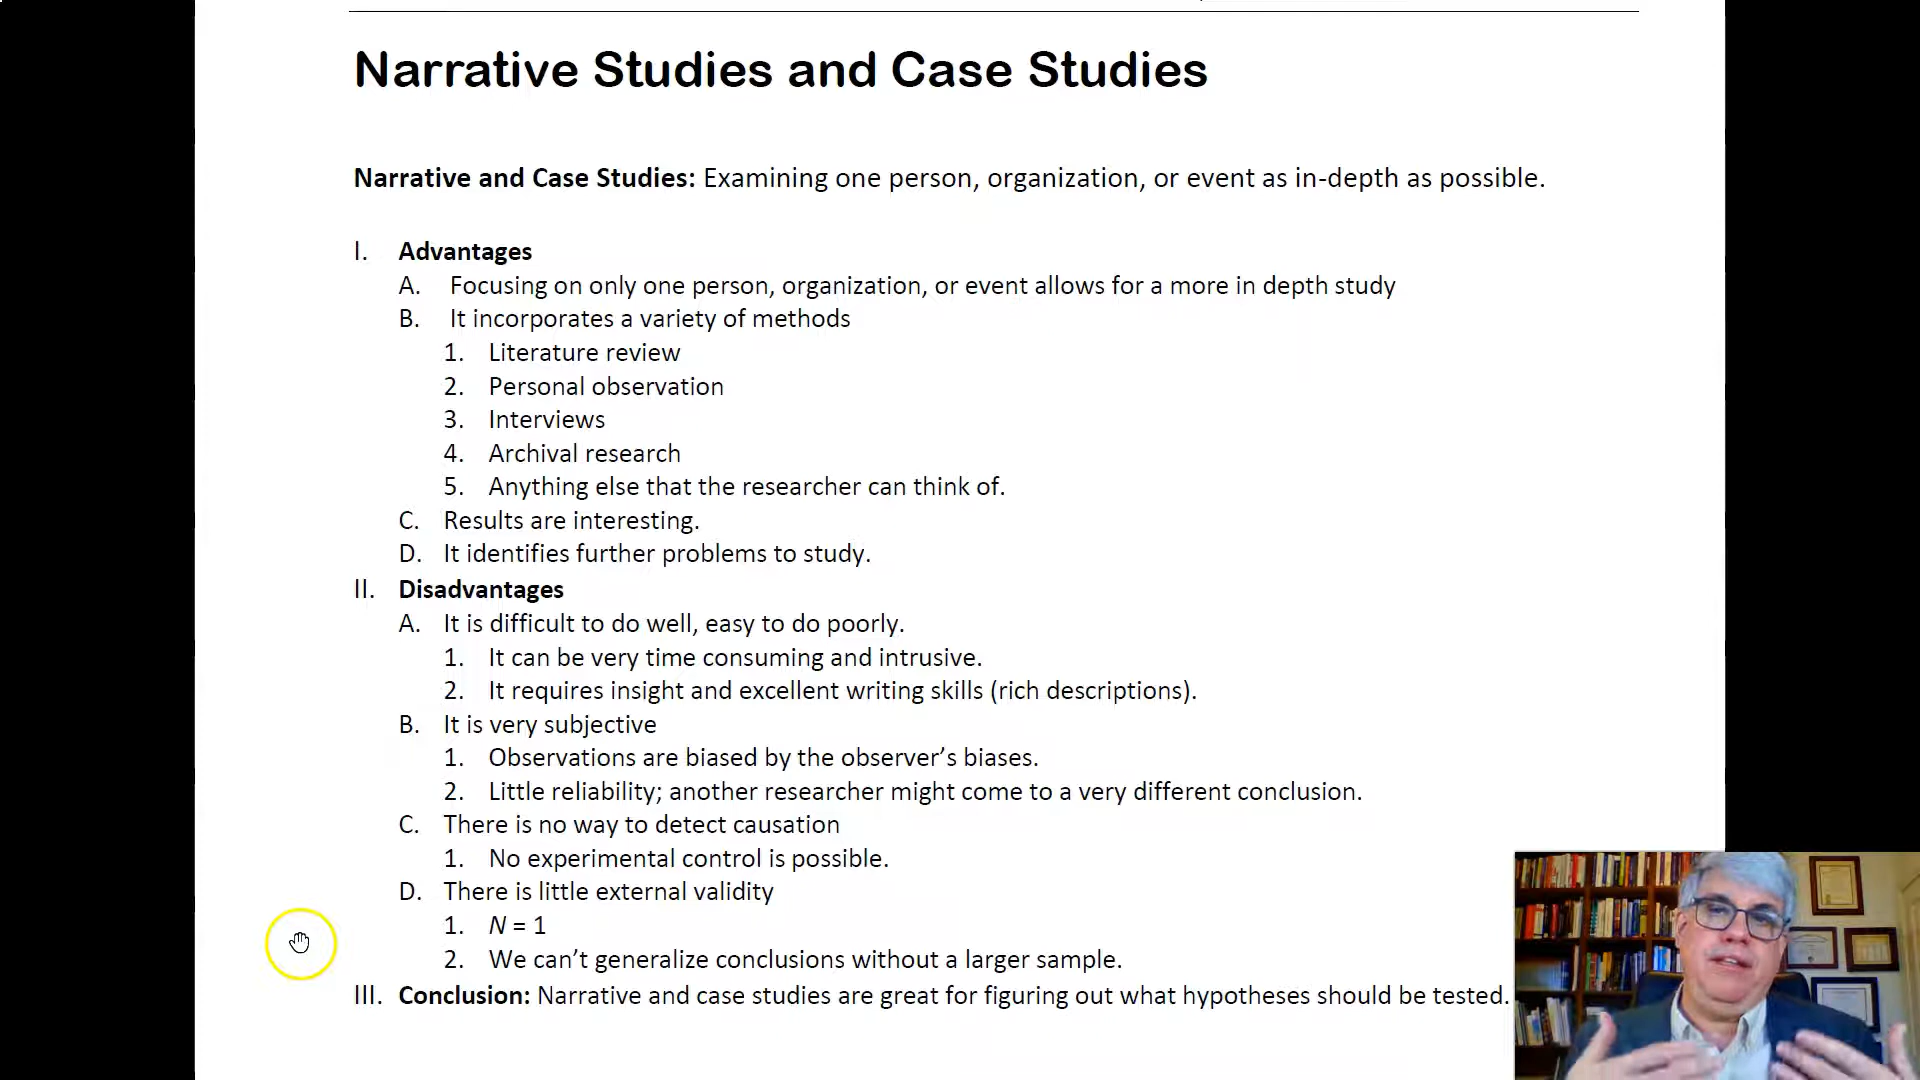 Narrative Studies and Case Studies
Narrative and Case Studies: Examining one person, organization, or event as in-depth as possible.
I. Advantages
A. Focusing on only one person, organization, or event allows for a more in depth study
B. It incorporates a variety of methods
1. Literature review
2. Personal observation
3. Interviews
4. Archival research
5. Anything else that the researcher can think of.
C. Results are interesting.
D. It identifies further problems to study.
II. Disadvantages
A. It is difficult to do well, easy to do poorly.
1. It can be very time consuming and intrusive.
2. It requires insight and excellent writing skills (rich descriptions).
B. It is very subjective
1. Observations are biased by the observer’s biases.
2. Little reliability; another researcher might come to a very different conclusion.
C. There is no way to detect causation
1. No experimental control is possible.
D. There is little external validity
1. N = 1
2. We can’t generalize conclusions without a larger sample.
III. Conclusion: Narrative and case studies are great for figuring out what hypotheses should be tested.